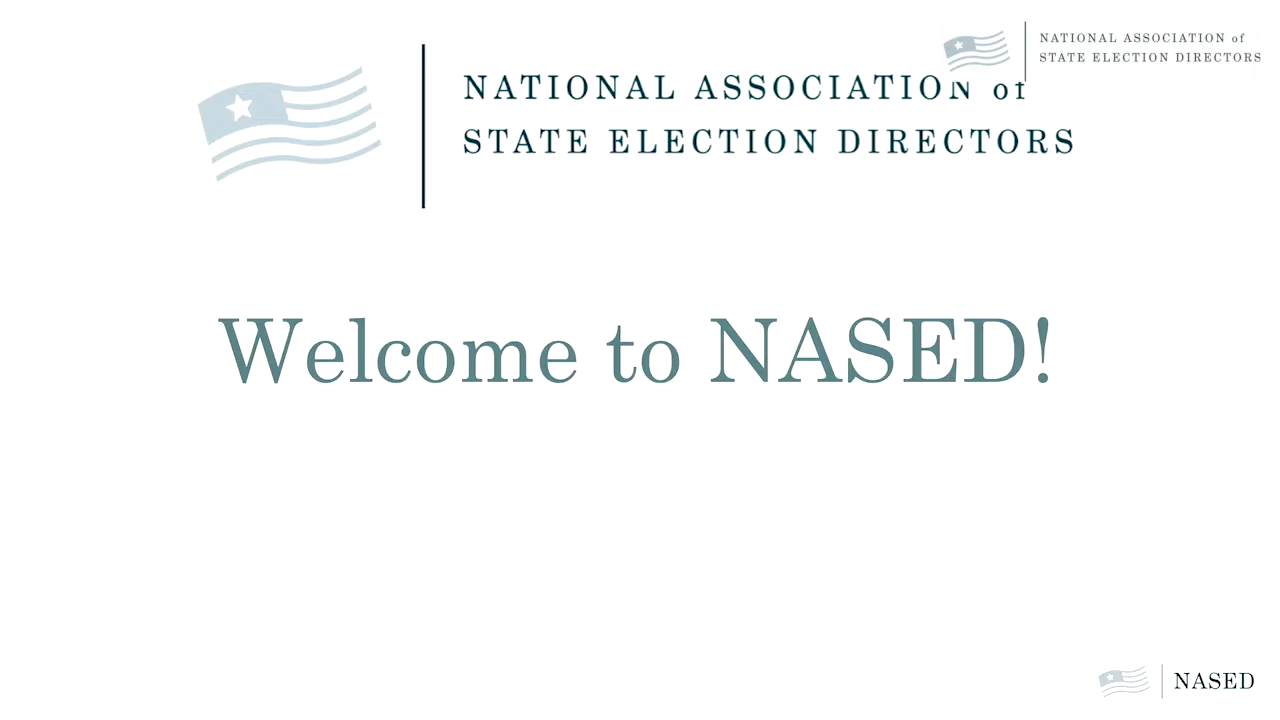 NATIONAL ASSOCIATION of
STATE ELECTION DIRECTORS
NATIONAL ASSOCIATION of
STATE ELECTION DIRECTORS
Welcome to NASED!
NASED